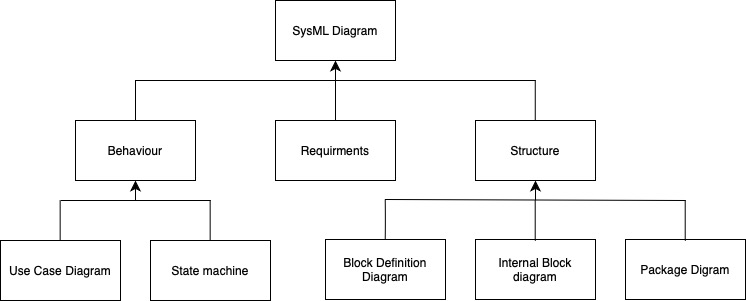 SysML Diagram
Behaviour
Requirments
Structure
Use Case Diagram
State machine
Block Definition
Diagram
Internal Block
diagram
Package Digram